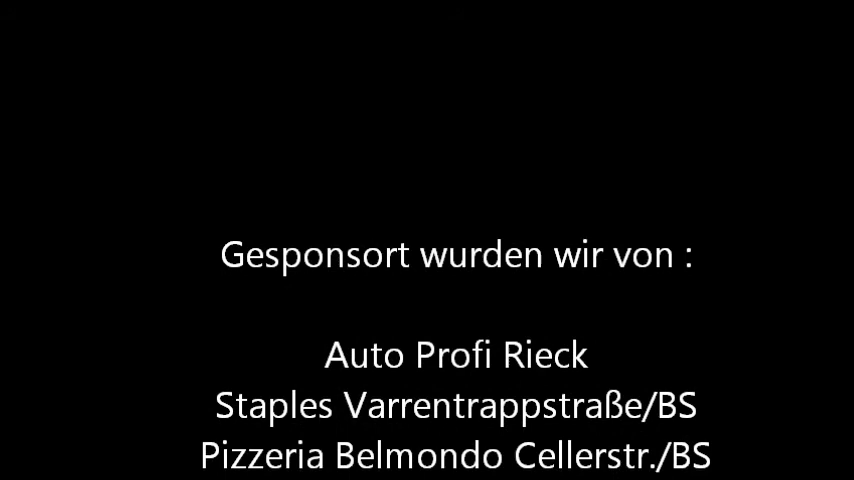 Gesponsort wurden wir von :
Auto Profi Rieck
Staples Varrentrappstraße/BS
Pizzeria Belmondo Cellerstr./BS